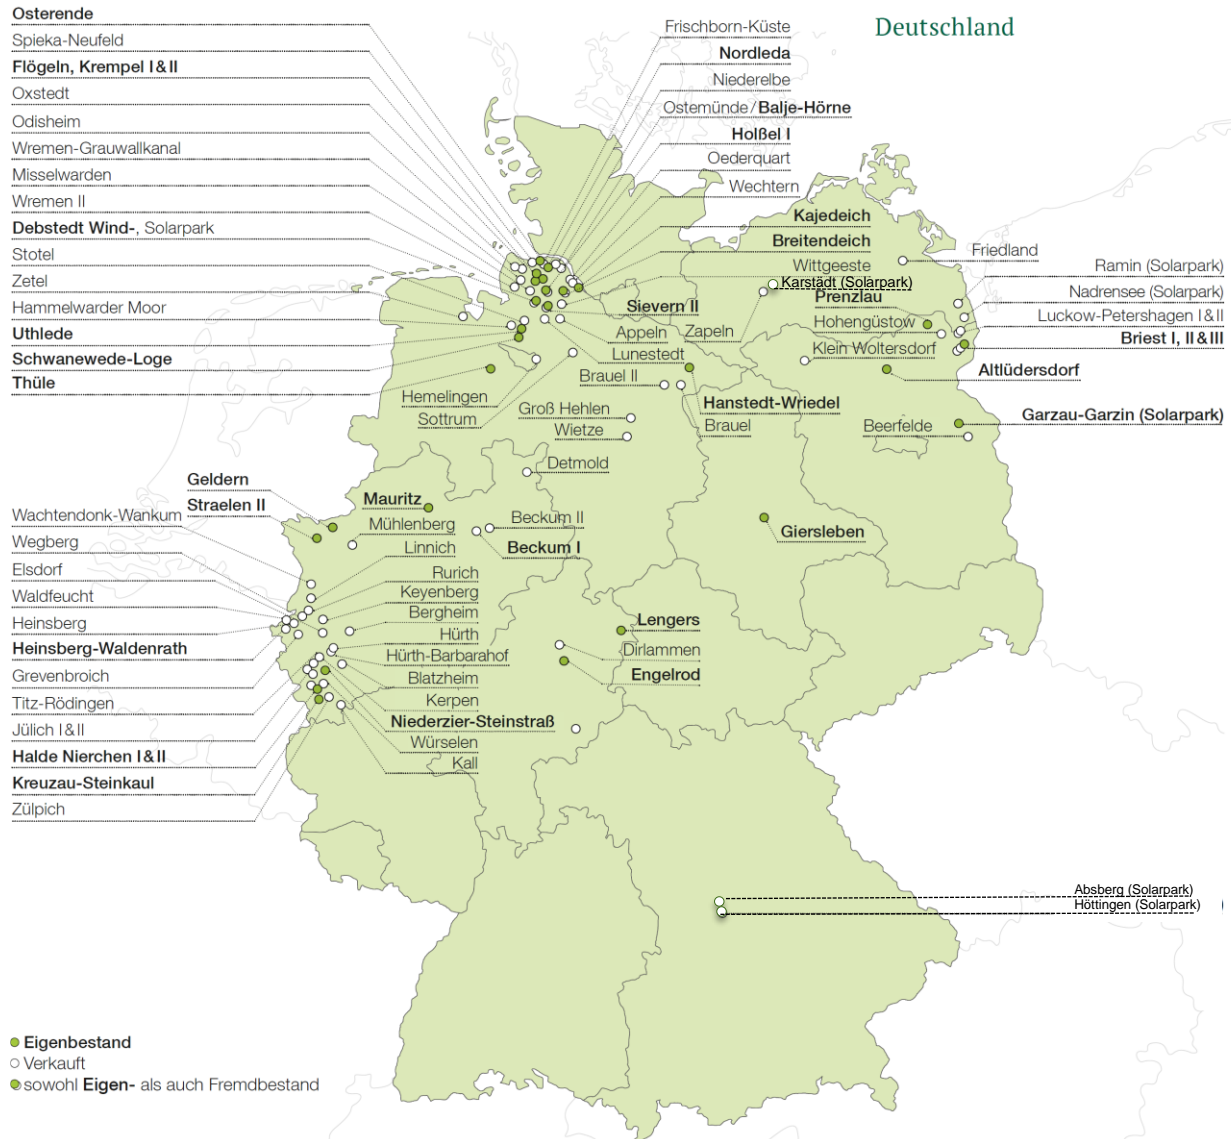 Deutschland
Osterende
Spieka-Neufeld
Flögeln, Krempel I & II
Oxstedt
Odisheim
Wremen-Grauwallkanal
Misselwarden
Wremen II
Debstedt Wind-, Solarpark
Stotel
Zetel
Hammelwarder Moor
Uthlede
Schwanewede-Loge
Thüle
Frischborn-Küste
Nordleda
Niederelbe
Ostemünde / Balje-Hörne
Holßel I
Oederquart
Wechtern
Kajedeich
Breitendeich
Wittgeeste
Karstädt (Solarpark)
Sievern II
Prenzlau
Appeln
Zapeln
Hohengüstow
Lunestedt
Klein Woltersdorf
Brauel II
Friedland
Ramin (Solarpark)
Nadrensee (Solarpark)
Luckow-Petershagen I & II
Briest I, II & III
Altlüdersdorf
Garzau-Garzin (Solarpark)
Beerfelde
Hemelingen
Sottrum
Groß Hehlen
Wietze
Hanstedt-Wriedel
Brauel
Detmold
Geldern
Straelen II
Mauritz
Mühlenberg
Beckum II
Beckum I
Giersleben
Wachtendonk-Wankum
Wegberg
Elsdorf
Waldfeucht
Heinsberg
Heinsberg-Waldenrath
Grevenbroich
Titz-Rödingen
Jülich I & II
Halde Nierchen I & II
Kreuzau-Steinkaul
Zülpich
Linnich
Rurich
Keyenberg
Bergheim
Hürth
Hürth-Barbarahof
Blatzheim
Kerpen
Niederzier-Steinstraß
Würselen
Kall
Lengers
Dirlammen
Engelrod
Absberg (Solarpark)
Höttingen (Solarpark)
)
Eigenbestand
Verkauft
sowohl Eigen- als auch Fremdbestand